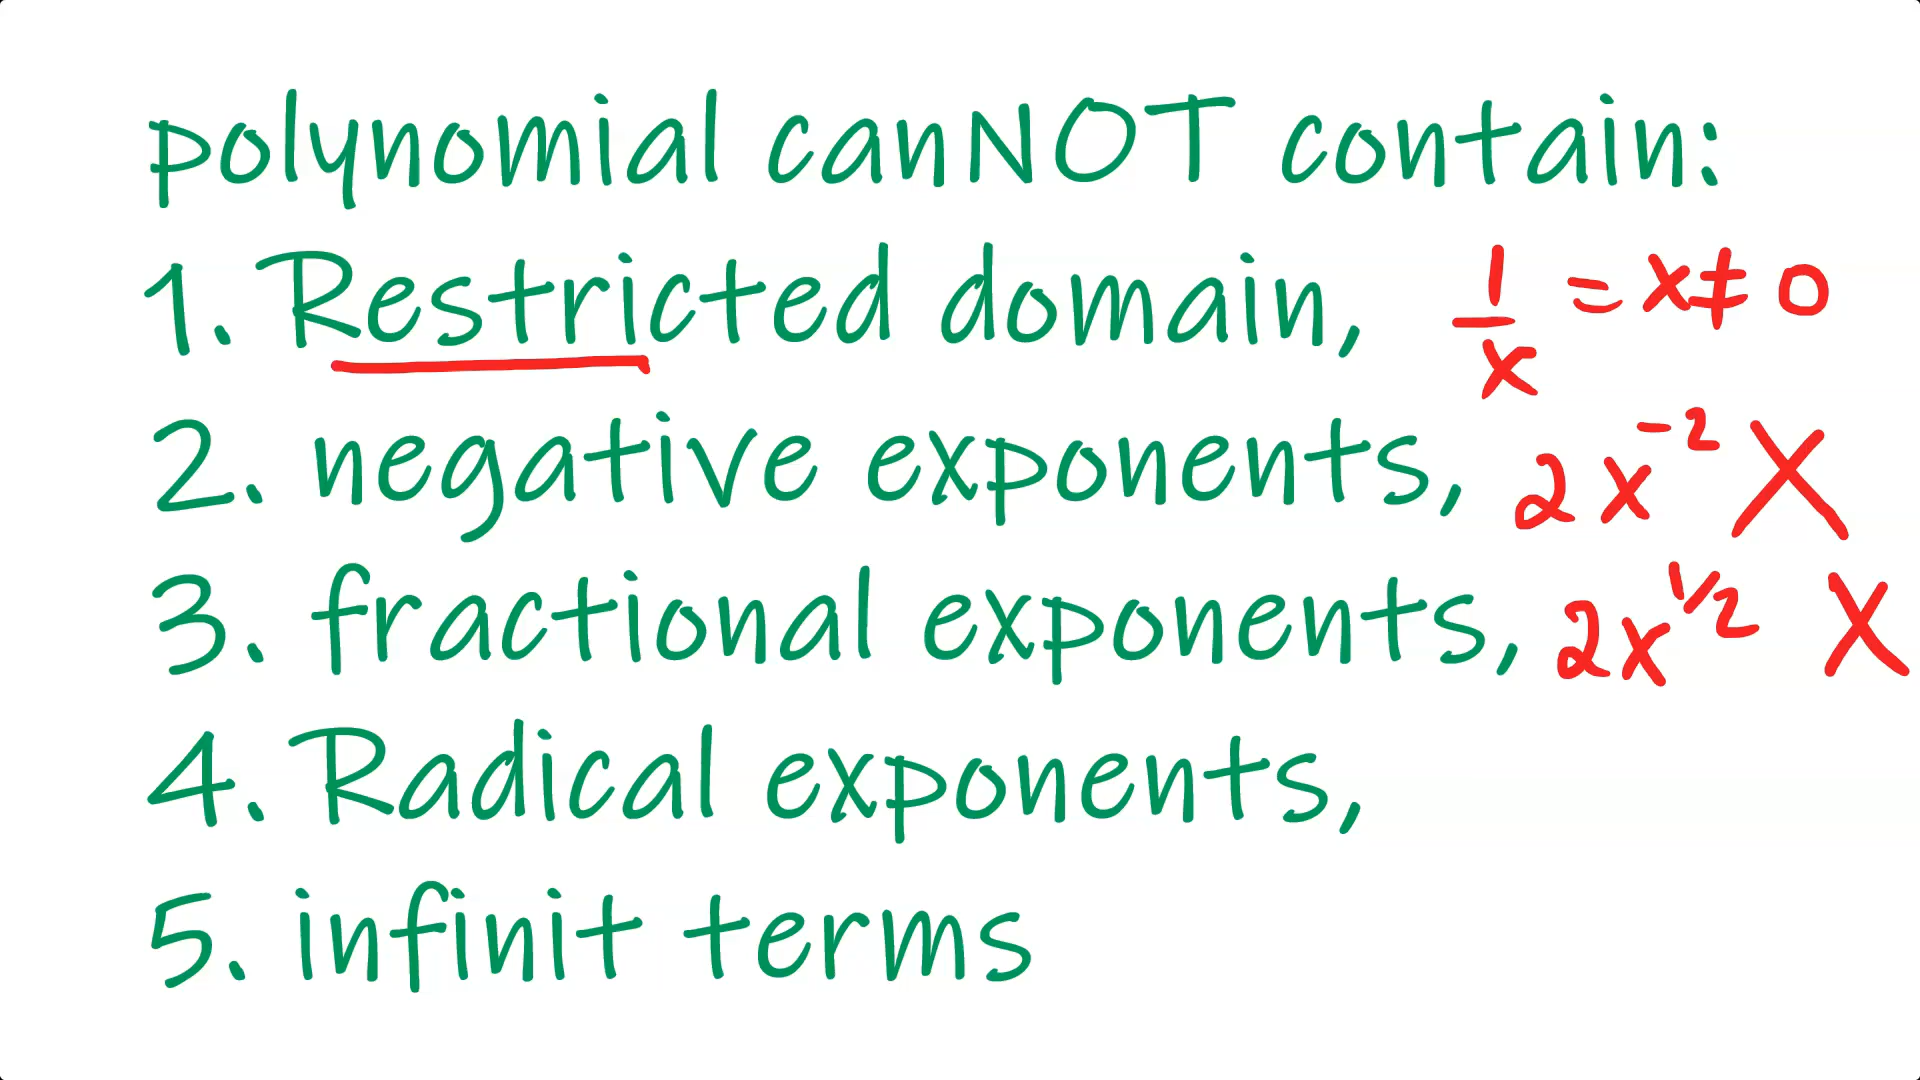 polynomial canNOT contain:
1. Restricted domain, 1/x = x ≠ 0
2. negative exponents, 2x⁻² X
3. fractional exponents, 2x^1/2 X
4. Radical exponents,
5. infinit terms